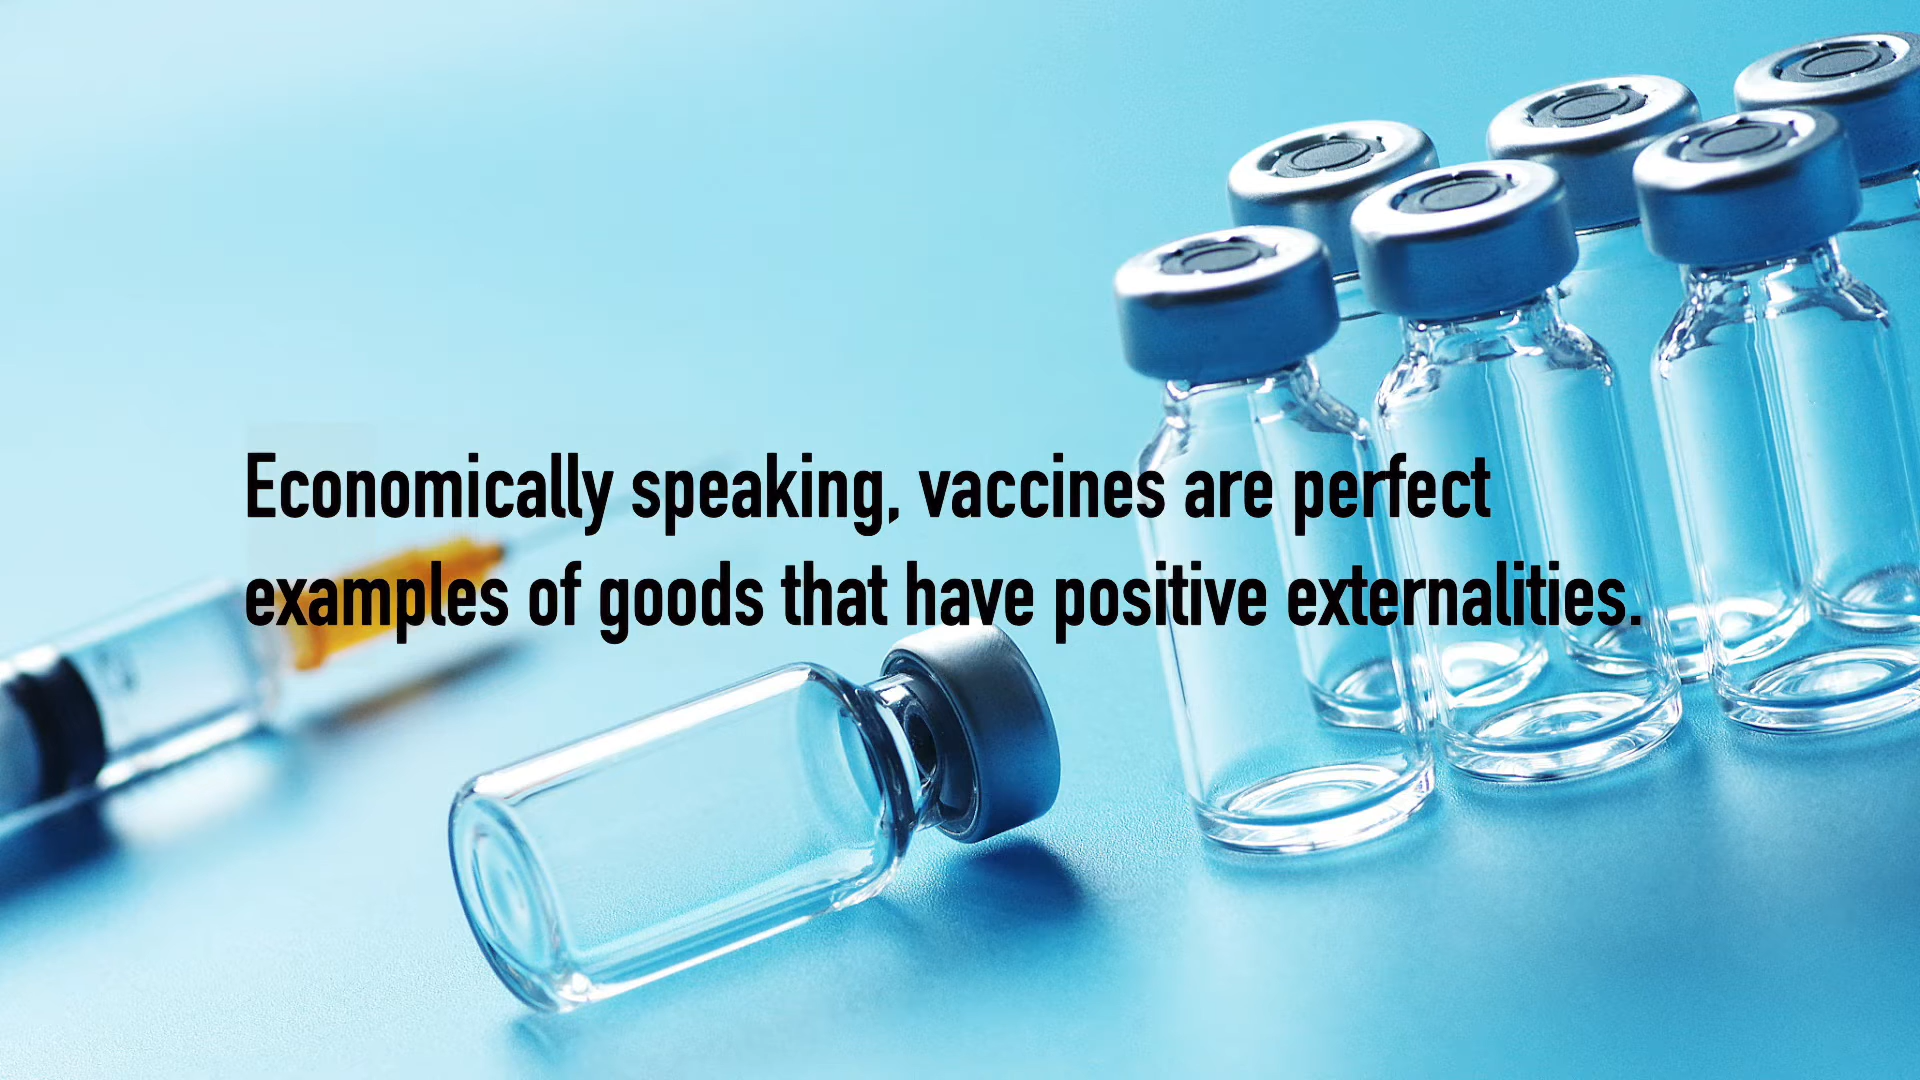 Economically speaking, vaccines are perfect
examples of goods that have positive externalities.